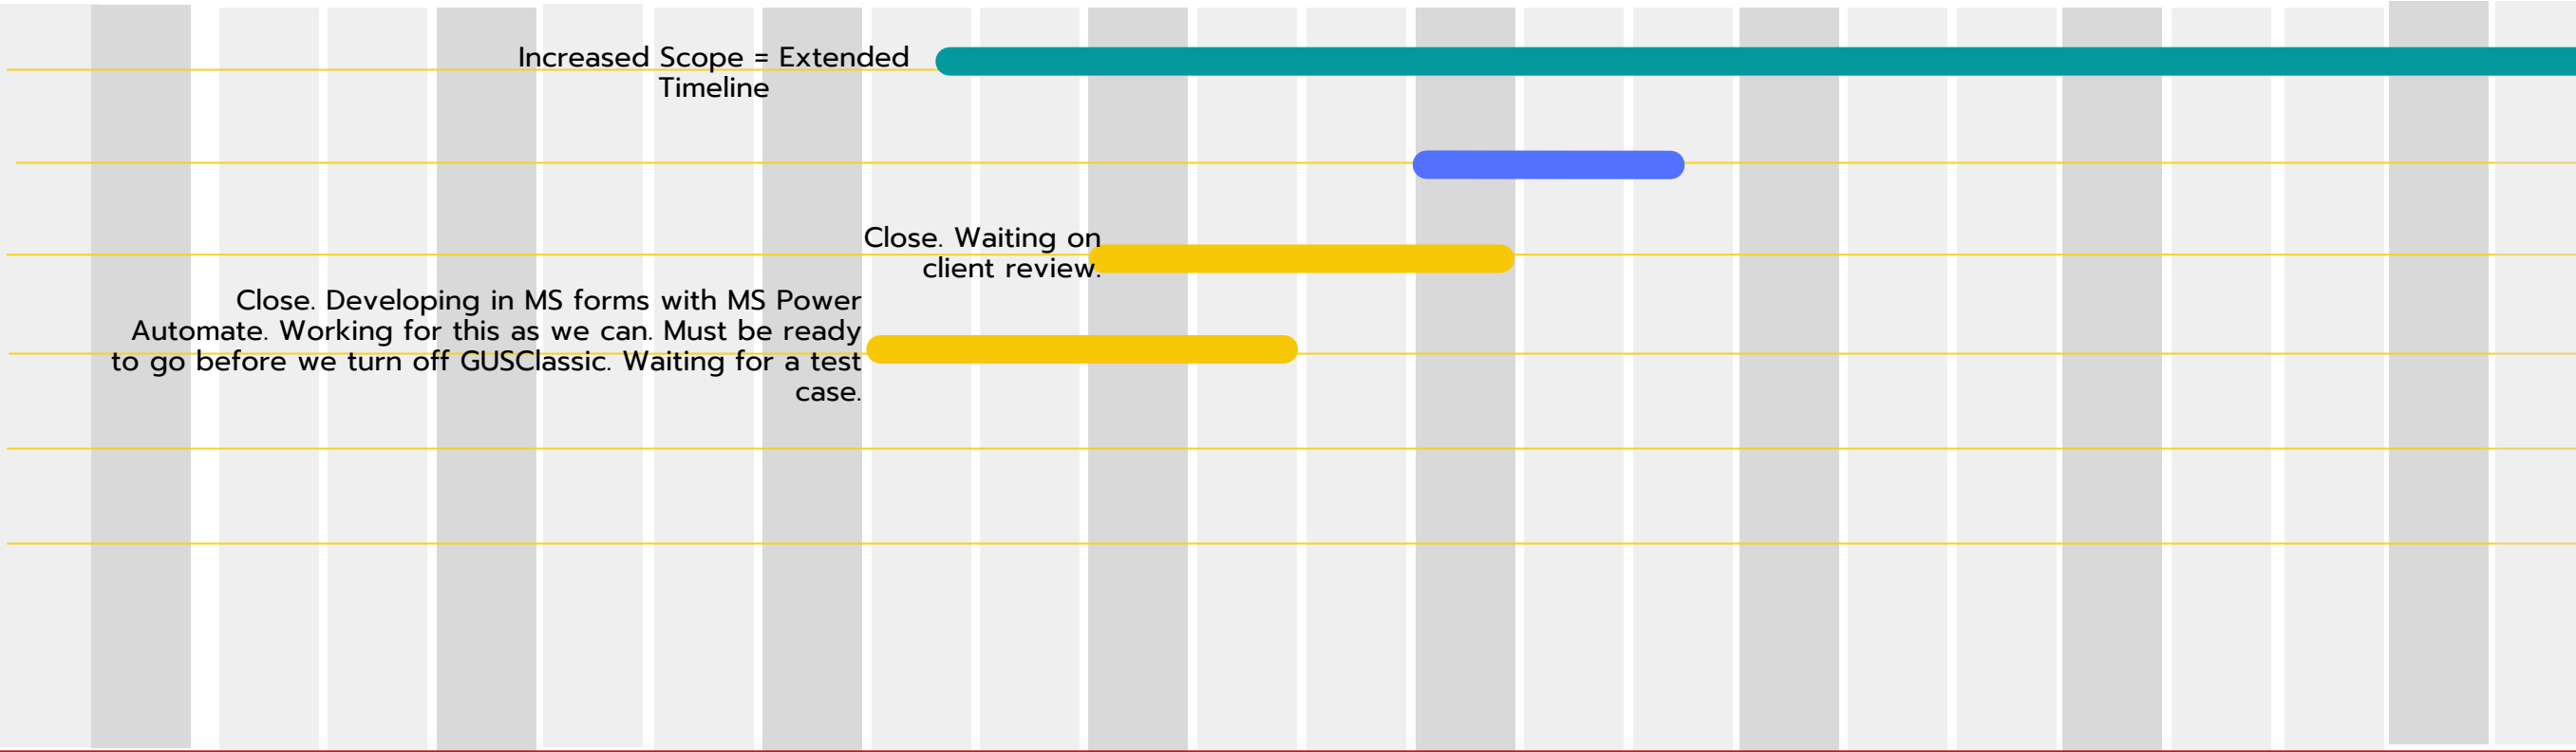 Increased Scope = Extended
Timeline
Close. Waiting on
client review.
Close. Developing in MS forms with MS Power
Automate. Working for this as we can. Must be ready
to go before we turn off GUSClassic. Waiting for a test
case.